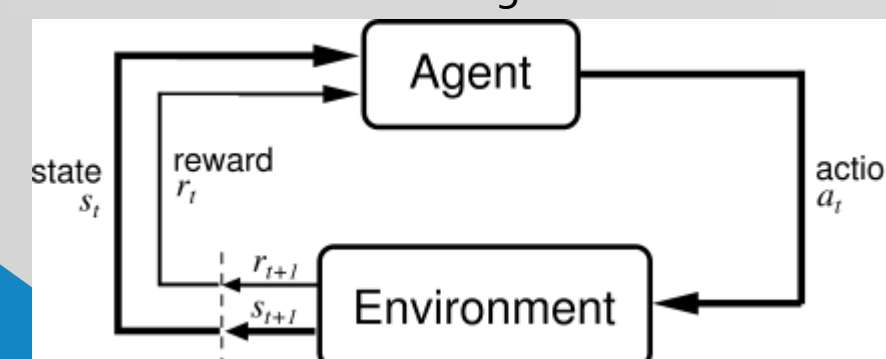 Agent
state
s_t
reward
r_t
actio
a_t
r_{t+1}
s_{t+1}
Environment